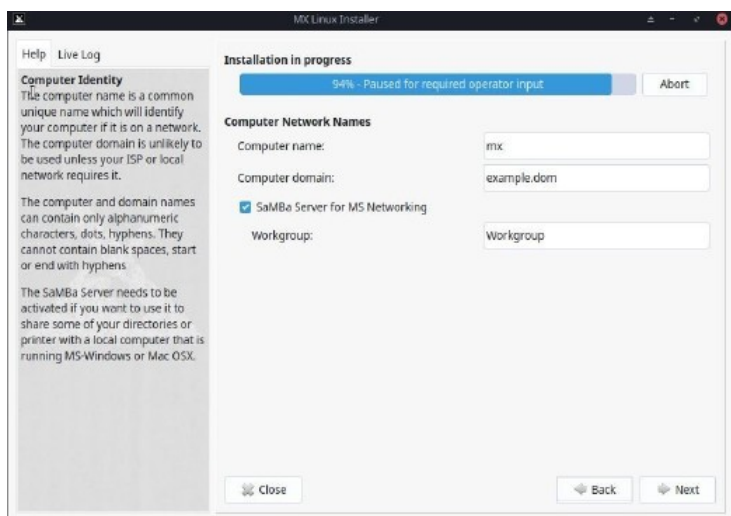 MX Linux Installer
Help Live Log
Computer Identity
The computer name is a common
unique name which will identify
your computer if it is on a network.
The computer domain is unlikely to
be used unless your ISP or local
network requires it.
The computer and domain names
can contain only alphanumeric
characters, dots, hyphens. They
cannot contain blank spaces, start
or end with hyphens
The SaMBa Server needs to be
activated if you want to use it to
share some of your directories or
printer with a local computer that is
running MS-Windows or Mac OSX.
Installation in progress
94% - Paused for required operator input
Abort
Computer Network Names
Computer name: mx
Computer domain: example.dom
SaMBa Server for MS Networking
Workgroup: Workgroup
Close
Back
Next